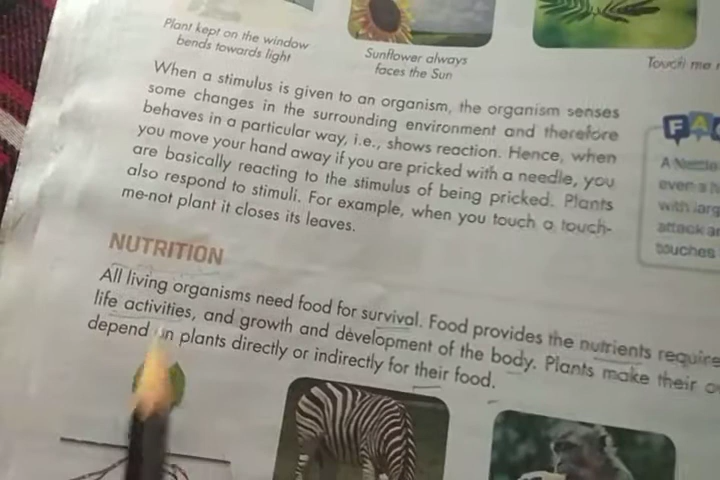 Plant kept on the window
bends towards light
Sunflower always
faces the Sun
Touch me
When a stimulus is given to an organism, the organism senses
some changes in the surrounding environment and therefore
behaves in a particular way, i.e., shows reaction. Hence, when
you move your hand away if you are pricked with a needle, you
are basically reacting to the stimulus of being pricked. Plants
also respond to stimuli. For example, when you touch a touch-
me-not plant it closes its leaves.
A
even a
with
attack
touches
NUTRITION
All living organisms need food for survival. Food provides the nutrients require
life activities, and growth and development of the body. Plants make their
depend plants directly or indirectly for their food.